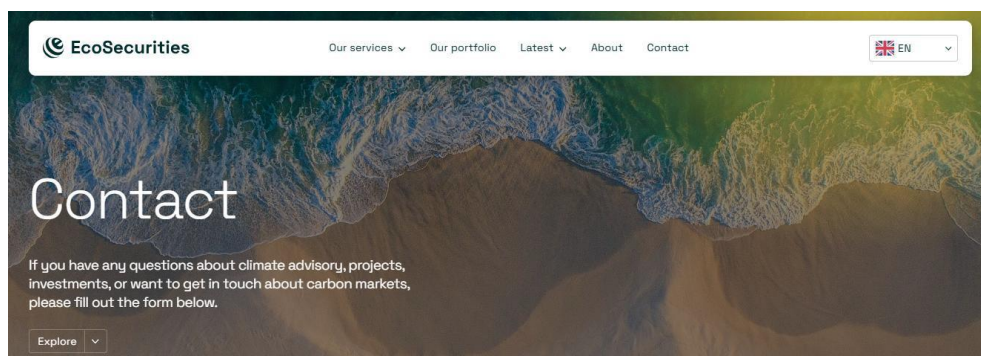 EcoSecurities
Our services
Our portfolio
Latest
About
Contact
EN
Contact
If you have any questions about climate advisory, projects,
investments, or want to get in touch about carbon markets,
please fill out the form below.
Explore